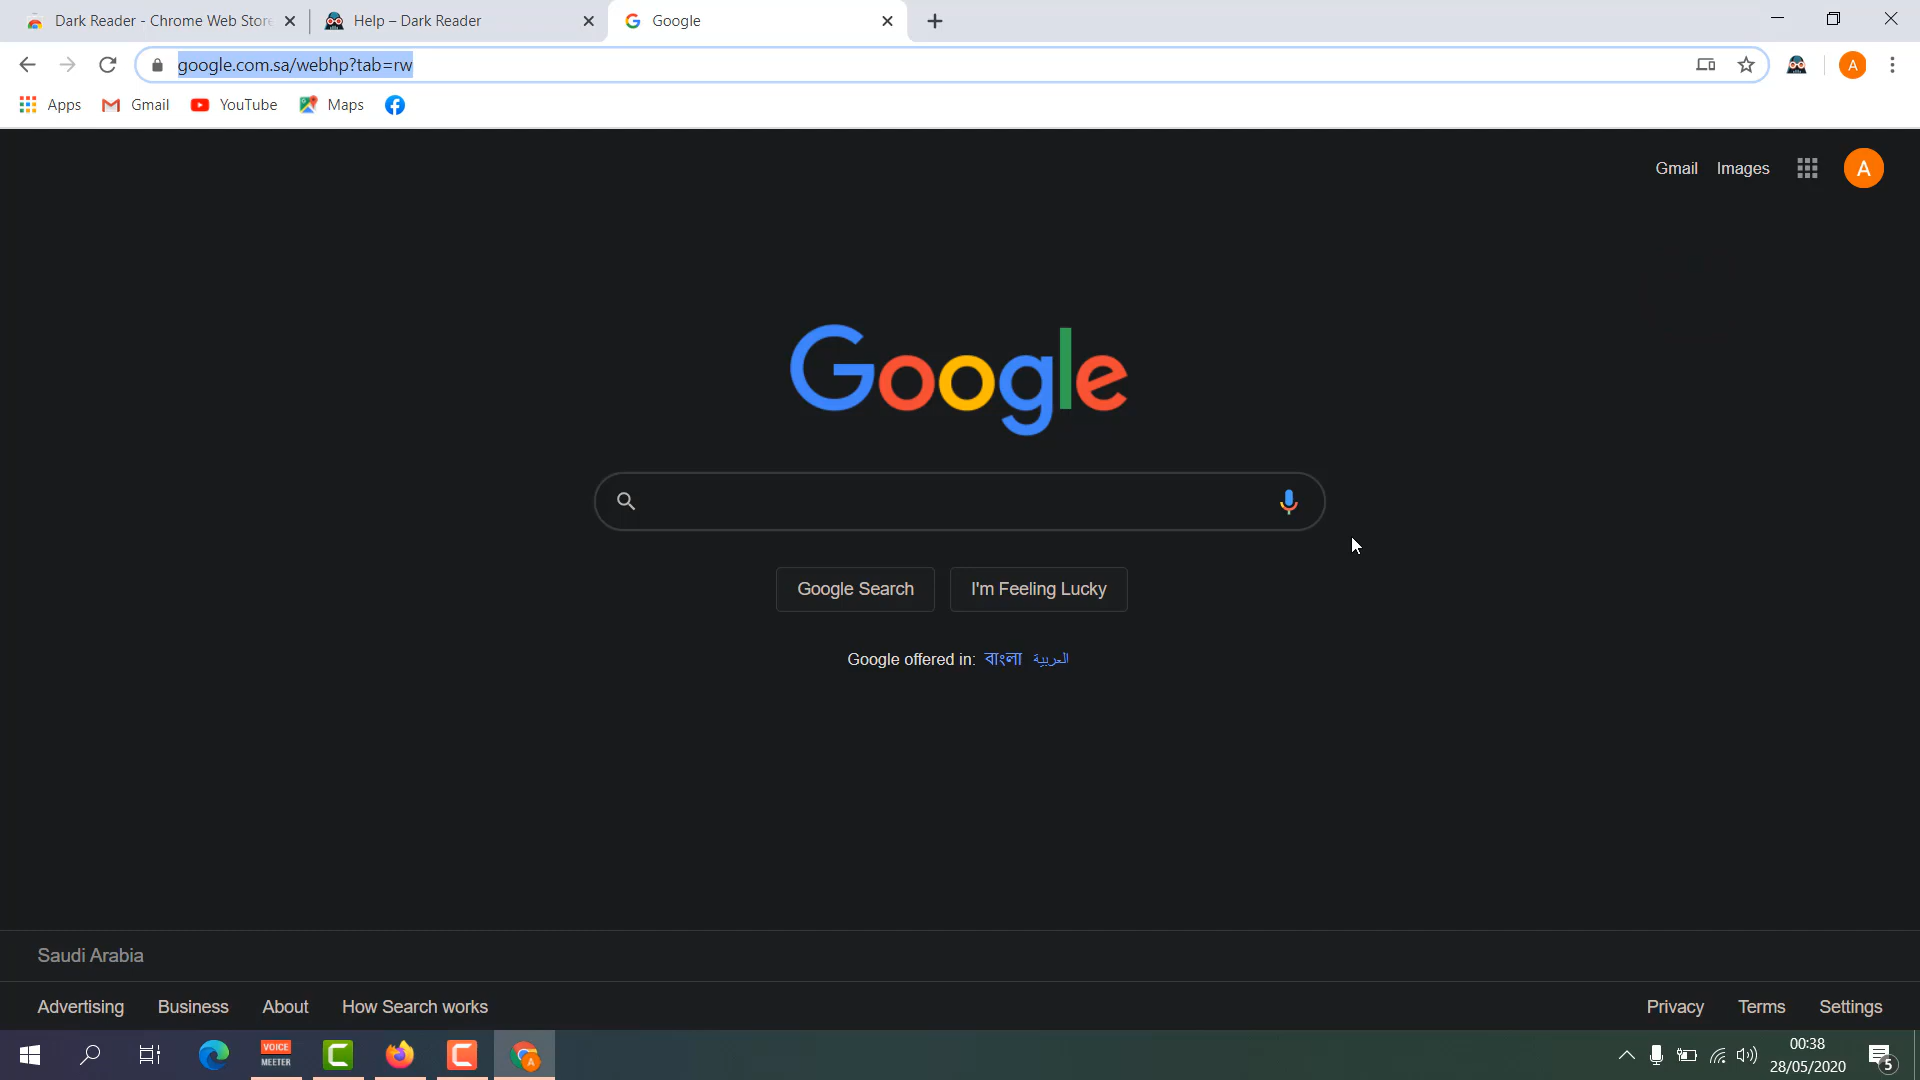 Dark Reader - Chrome Web Store
Help – Dark Reader
Google
google.com.sa/webhp?tab=rw
A
Apps
Gmail
YouTube
Maps
Gmail
Images
A
Google
Google Search
I'm Feeling Lucky
Google offered in: বাংলা العربية
Saudi Arabia
Advertising
Business
About
How Search works
Privacy
Terms
Settings
VOICE
MEETER
A
00:38
28/05/2020
5